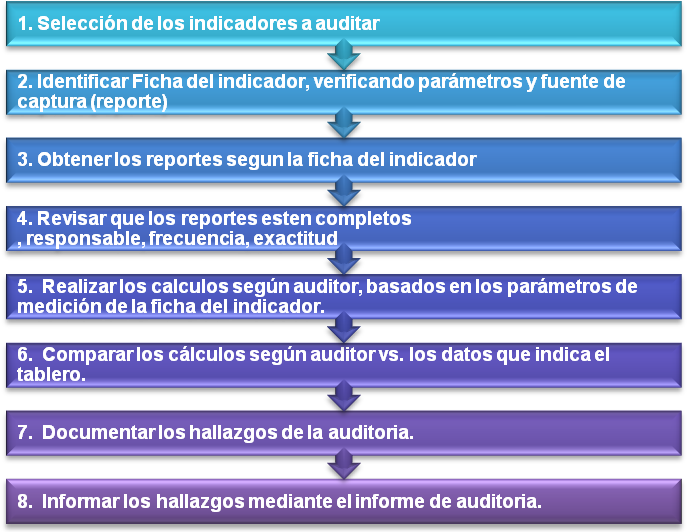 1. Selección de los indicadores a auditar
2. Identificar Ficha del indicador, verificando parámetros y fuente de
captura (reporte)
3. Obtener los reportes segun la ficha del indicador
4. Revisar que los reportes esten completos
, responsable, frecuencia, exactitud
5. Realizar los calculos según auditor, basados en los parámetros de
medición de la ficha del indicador.
6. Comparar los cálculos según auditor vs. los datos que indica el
tablero.
7. Documentar los hallazgos de la auditoria.
8. Informar los hallazgos mediante el informe de auditoria.